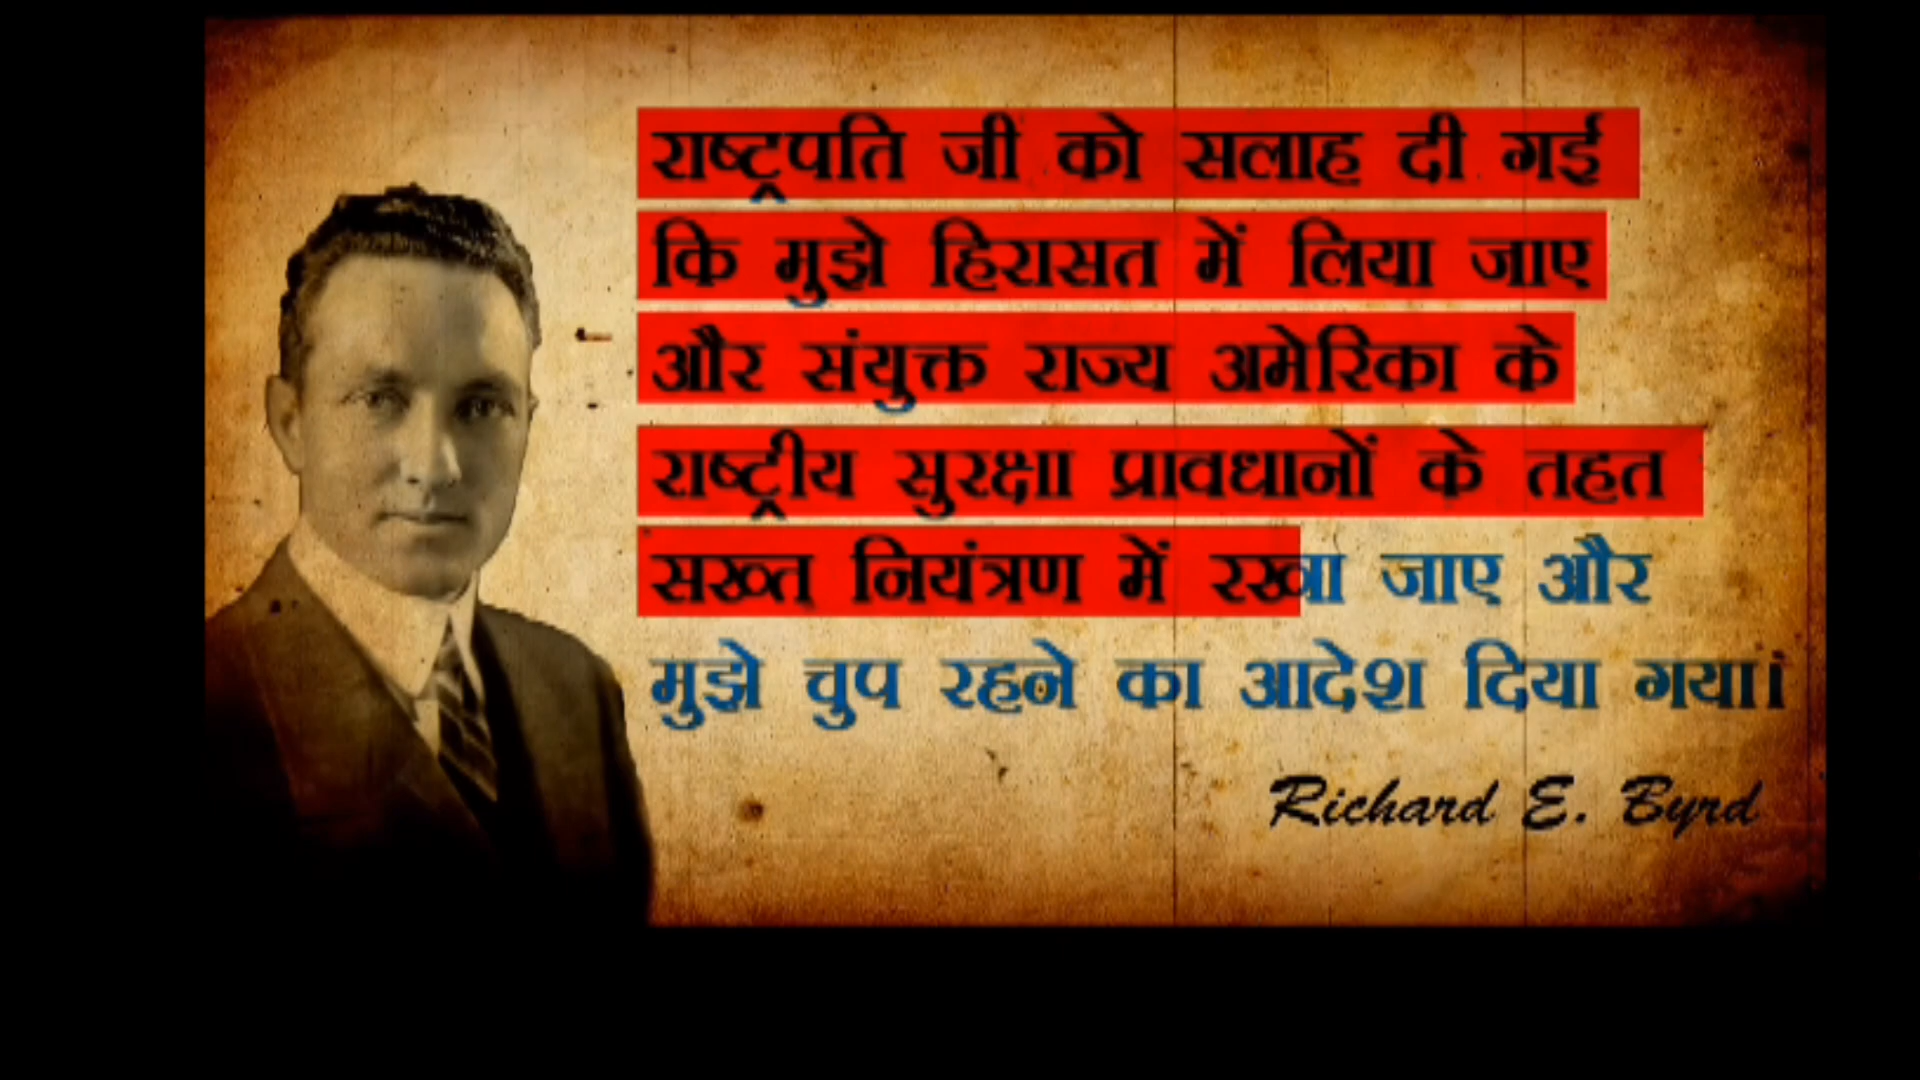 राष्ट्रपति जी को सलाह दी गई
कि मुझे हिरासत में लिया जाए
और संयुक्त राज्य अमेरिका के
राष्ट्रीय सुरक्षा प्रावधानों के तहत
सख्त नियंत्रण में रखा जाए और
मुझे चुप रहने का आदेश दिया गया।
Richard E. Byrd